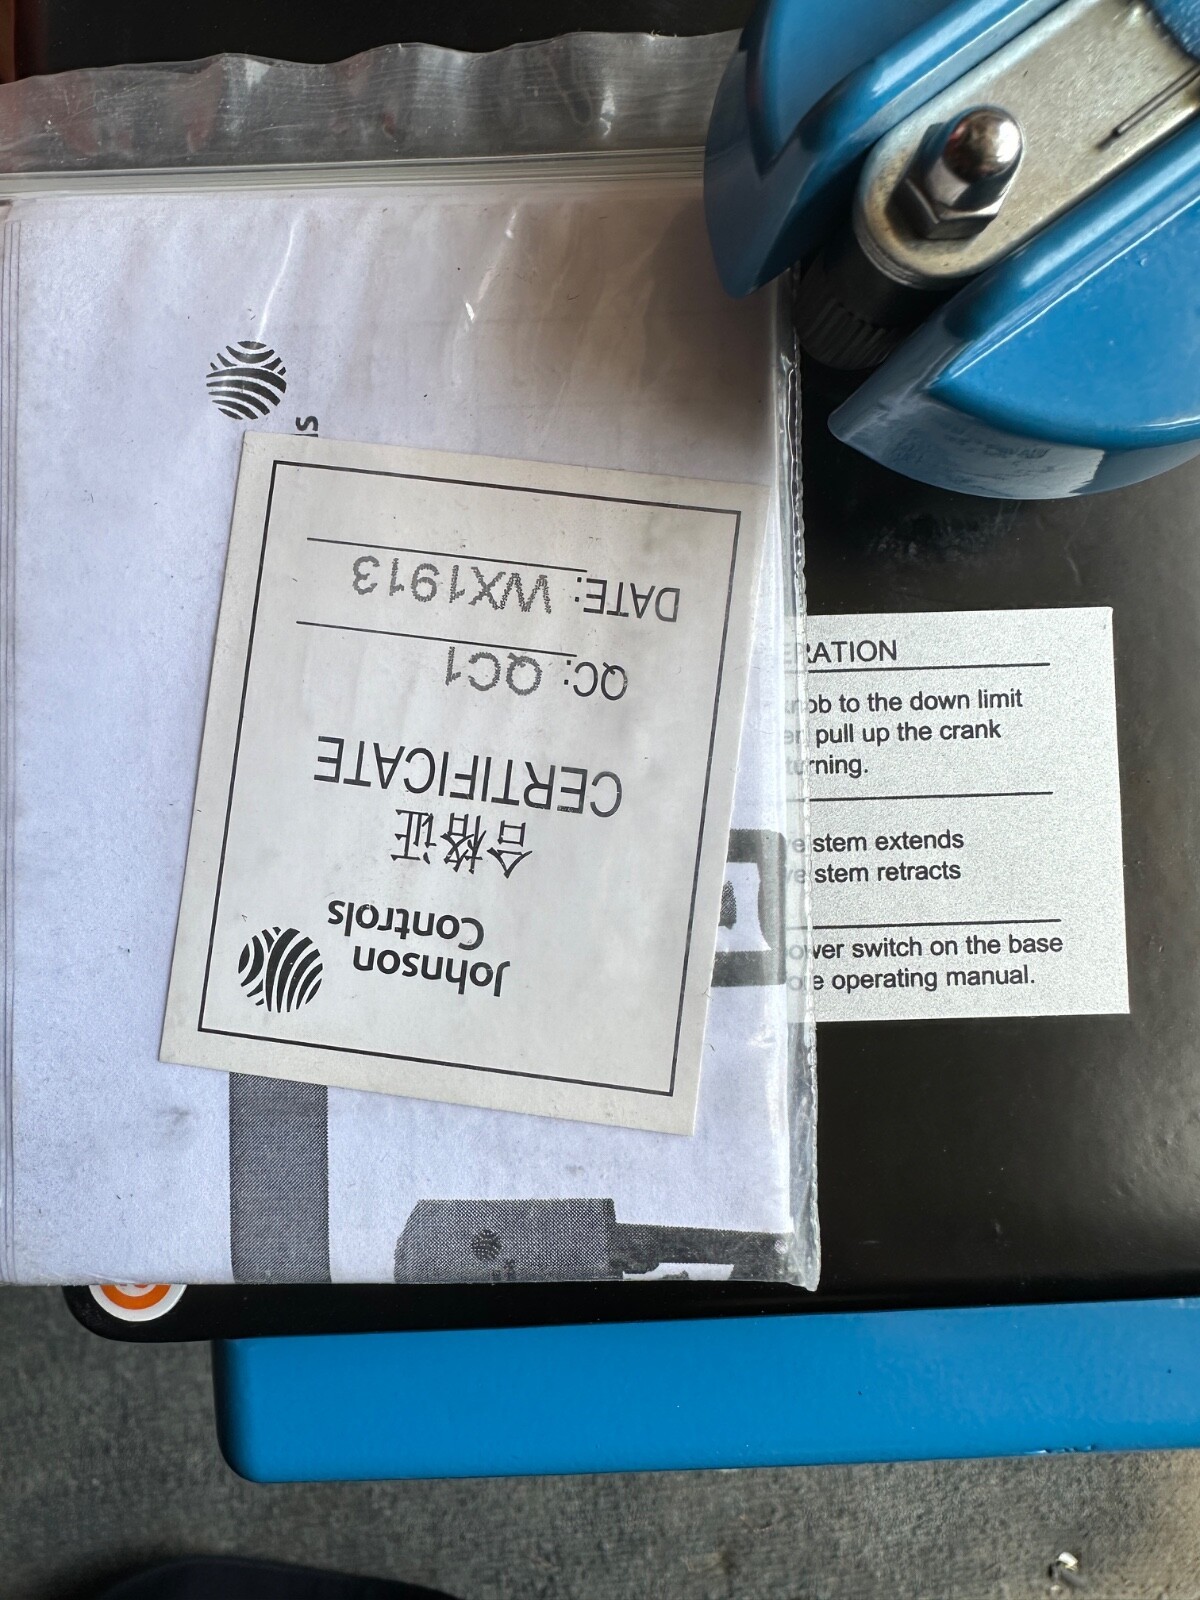 Johnson
Controls
合格证
CERTIFICATE
QC: QC1
DATE: WX1913
to the down limit
pull up the crank
stem extends
stem retracts
switch on the base
operating manual.